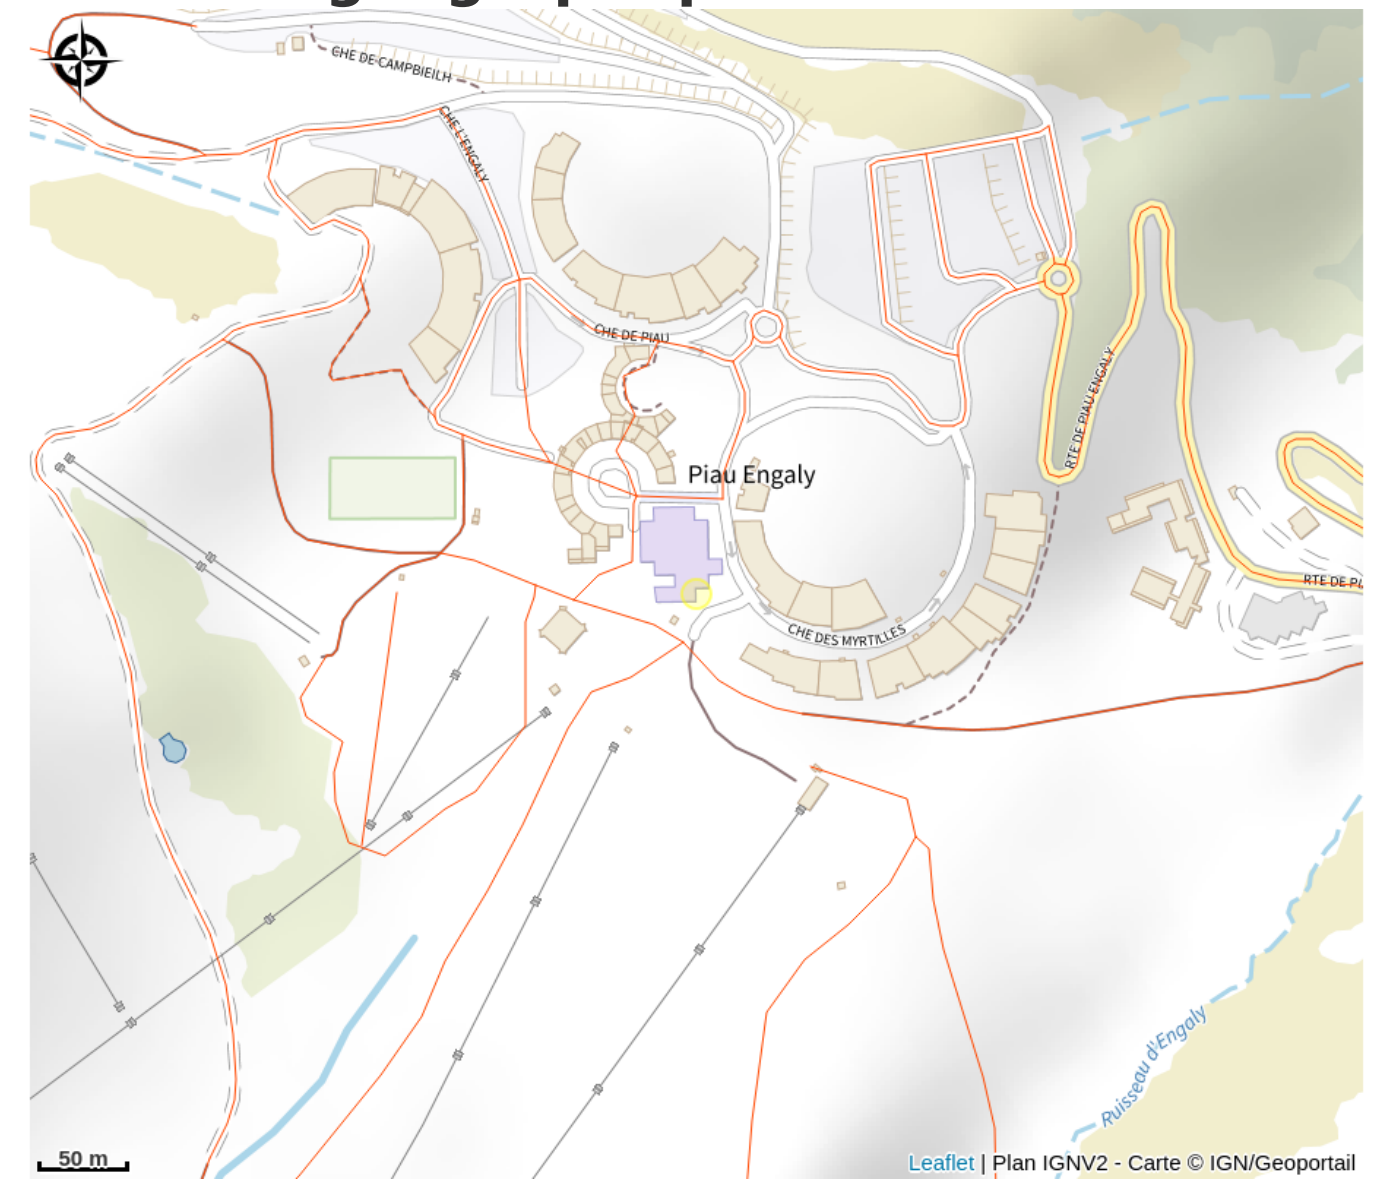 CHE DE CAMPBIEILH
CHE L'ENGALY
CHE DE PIAU
RTE DE PIAU ENGALY
Piau Engaly
RTE DE PI
CHE DES MYRTILLES
Ruisseau d'Engaly
50 m
Leaflet | Plan IGNV2 - Carte © IGN/Geoportail